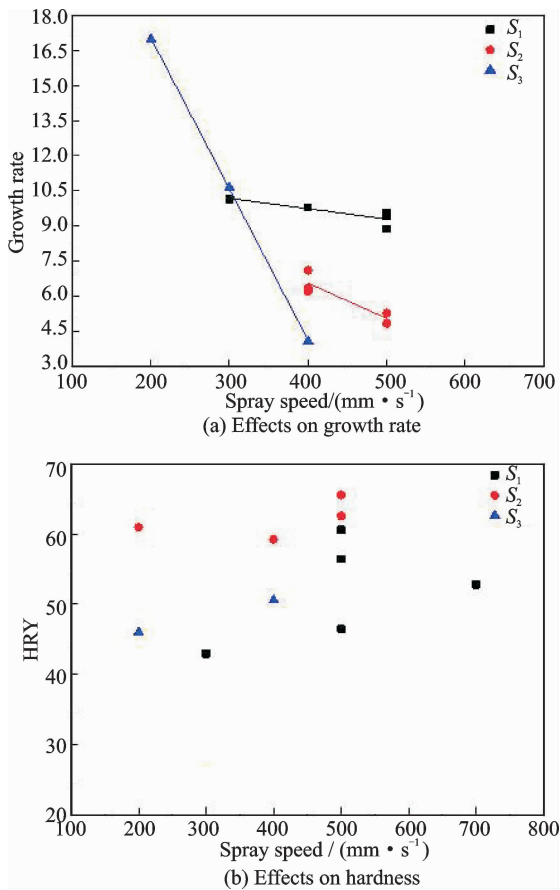 18.0
16.5
15.0
13.5
12.0
10.5
9.0
7.5
6.0
4.5
3.0
Growth rate
S₁
S₂
S₃
100 200 300 400 500 600 700
Spray speed/(mm · s⁻¹)
(a) Effects on growth rate
70
60
50
40
30
20
HRY
S₁
S₂
S₃
100 200 300 400 500 600 700 800
Spray speed / (mm · s⁻¹)
(b) Effects on hardness